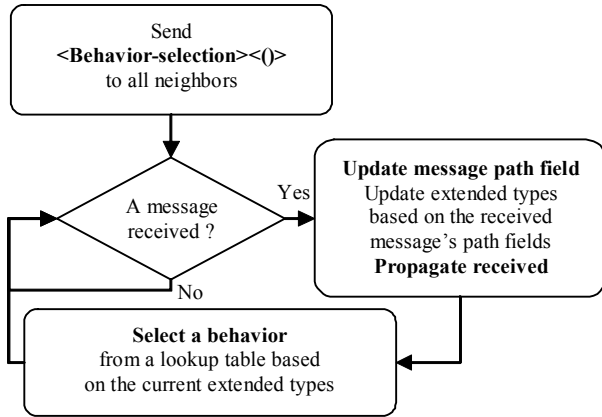 Send
<Behavior-selection><()>
to all neighbors
A message
received ?
Yes
No
Update message path field
Update extended types
based on the received
message’s path fields
Propagate received
Select a behavior
from a lookup table based
on the current extended types